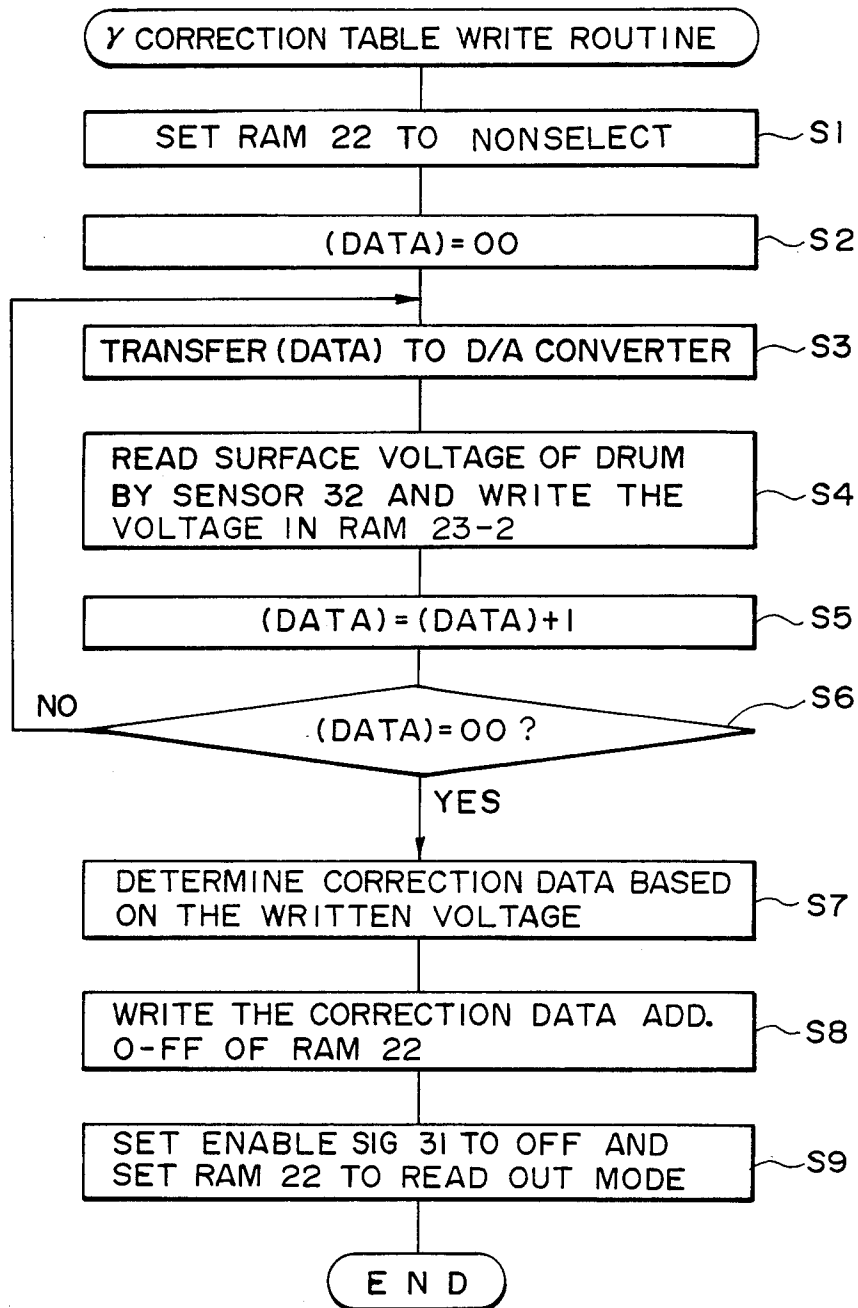 γ CORRECTION TABLE WRITE ROUTINE
SET RAM 22 TO NONSELECT
S1
(DATA)=00
S2
TRANSFER (DATA) TO D/A CONVERTER
S3
READ SURFACE VOLTAGE OF DRUM
BY SENSOR 32 AND WRITE THE
VOLTAGE IN RAM 23-2
S4
(DATA)=(DATA)+1
S5
(DATA)=00 ?
S6
NO
YES
DETERMINE CORRECTION DATA BASED
ON THE WRITTEN VOLTAGE
S7
WRITE THE CORRECTION DATA ADD.
0-FF OF RAM 22
S8
SET ENABLE SIG 31 TO OFF AND
SET RAM 22 TO READ OUT MODE
S9
END